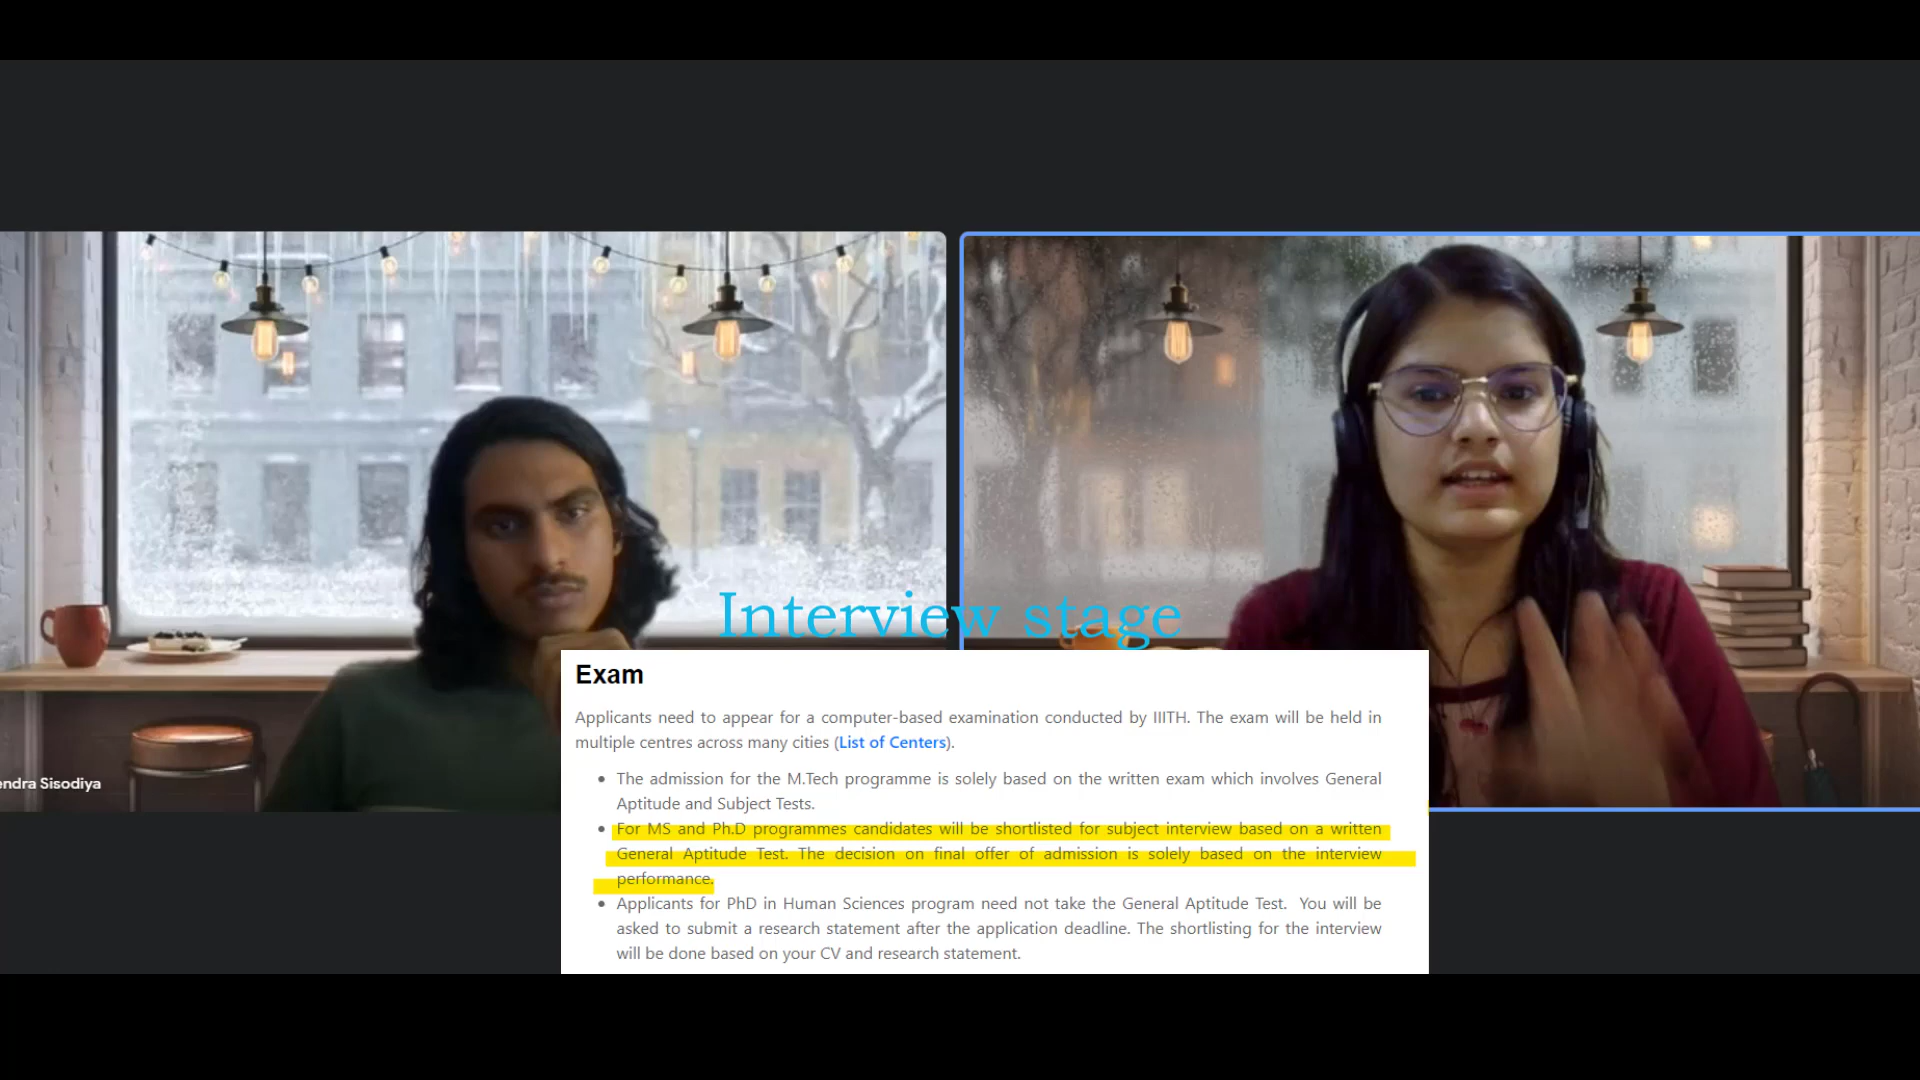 Interview stage
Exam
Applicants need to appear for a computer-based examination conducted by IIITH. The exam will be held in
multiple centres across many cities (List of Centers).
• The admission for the M.Tech programme is solely based on the written exam which involves General
Aptitude and Subject Tests.
• For MS and Ph.D programmes candidates will be shortlisted for subject interview based on a written
General Aptitude Test. The decision on final offer of admission is solely based on the interview
performance.
endra Sisodiya
• Applicants for PhD in Human Sciences program need not take the General Aptitude Test. You will be
asked to submit a research statement after the application deadline. The shortlisting for the interview
will be done based on your CV and research statement.